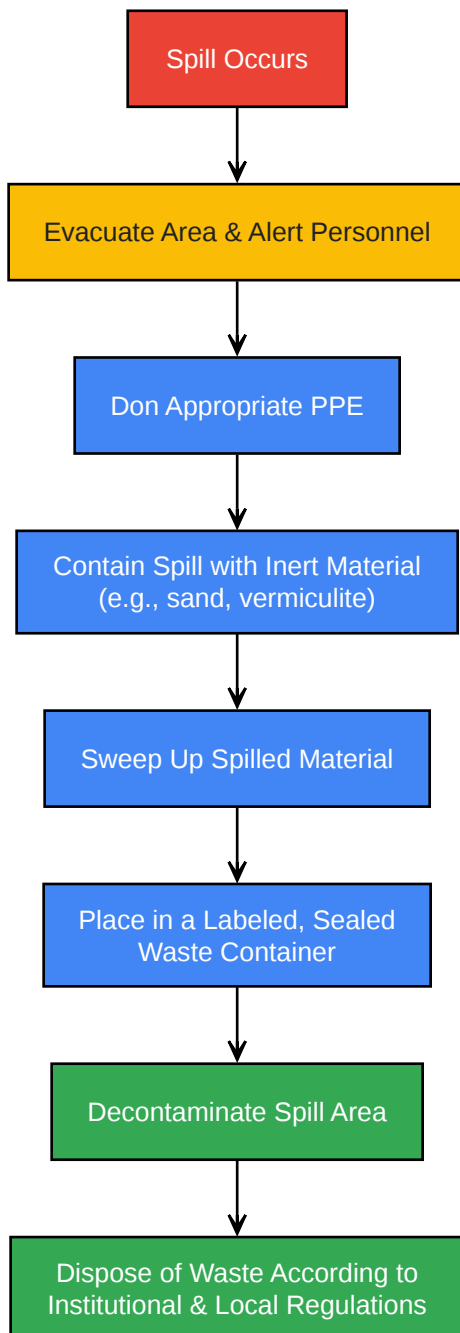 Spill Occurs
Evacuate Area & Alert Personnel
Don Appropriate PPE
Contain Spill with Inert Material
(e.g., sand, vermiculite)
Sweep Up Spilled Material
Place in a Labeled, Sealed
Waste Container
Decontaminate Spill Area
Dispose of Waste According to
Institutional & Local Regulations